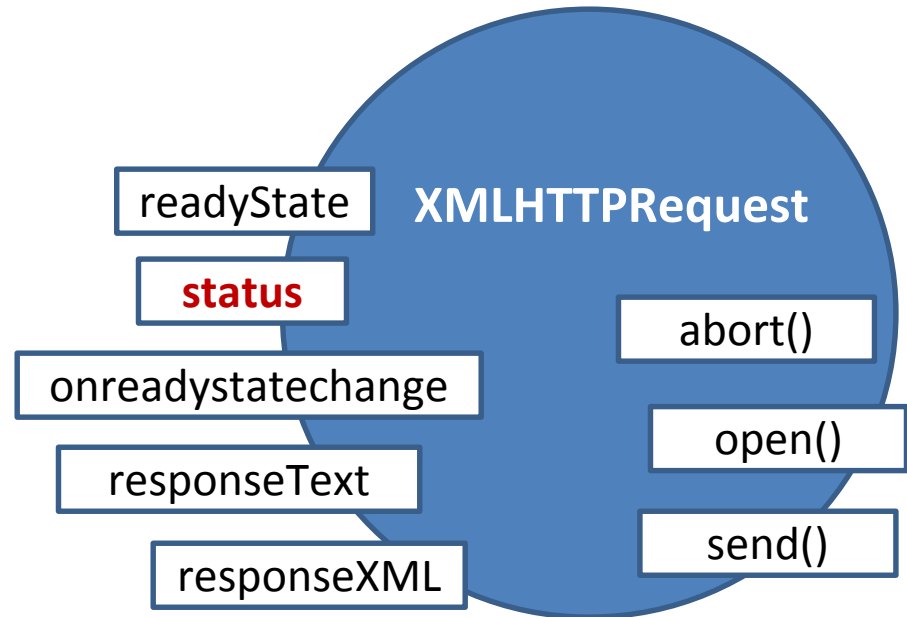 XMLHTTPRequest
readyState
status
onreadystatechange
responseText
responseXML
abort()
open()
send()